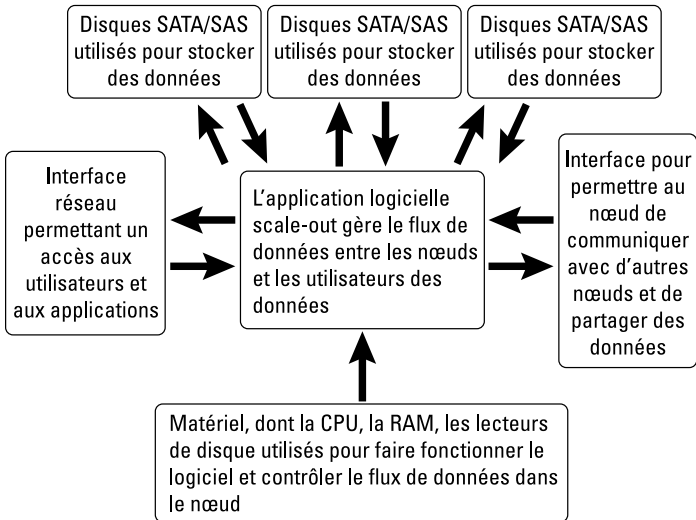 Disques SATA/SAS
utilisés pour stocker
des données
Disques SATA/SAS
utilisés pour stocker
des données
Disques SATA/SAS
utilisés pour stocker
des données
Interface
réseau
permettant un
accès aux
utilisateurs et
aux applications
L'application logicielle
scale-out gère le flux de
données entre les nœuds
et les utilisateurs des
données
Interface pour
permettre au
nœud de
communiquer
avec d'autres
nœuds et de
partager des
données
Matériel, dont la CPU, la RAM, les lecteurs
de disque utilisés pour faire fonctionner le
logiciel et contrôler le flux de données dans
le nœud